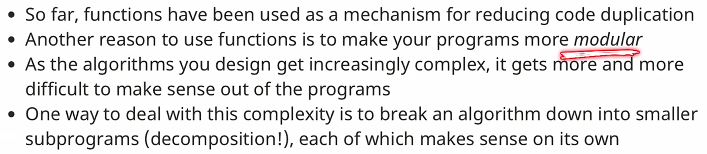 • So far, functions have been used as a mechanism for reducing code duplication
• Another reason to use functions is to make your programs more modular
• As the algorithms you design get increasingly complex, it gets more and more
difficult to make sense out of the programs
• One way to deal with this complexity is to break an algorithm down into smaller
subprograms (decomposition!), each of which makes sense on its own